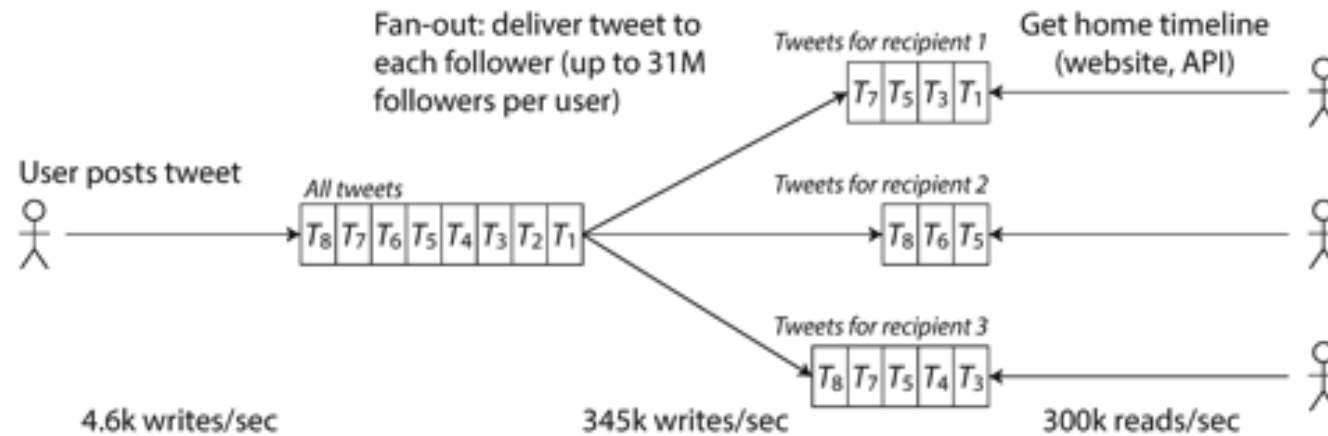 Fan-out: deliver tweet to
each follower (up to 31M
followers per user)
Tweets for recipient 1
T₇ T₅ T₃ T₁
Get home timeline
(website, API)
User posts tweet
All tweets
T₈ T₇ T₆ T₅ T₄ T₃ T₂ T₁
Tweets for recipient 2
T₈ T₆ T₅
Tweets for recipient 3
T₈ T₇ T₅ T₄ T₃
4.6k writes/sec
345k writes/sec
300k reads/sec